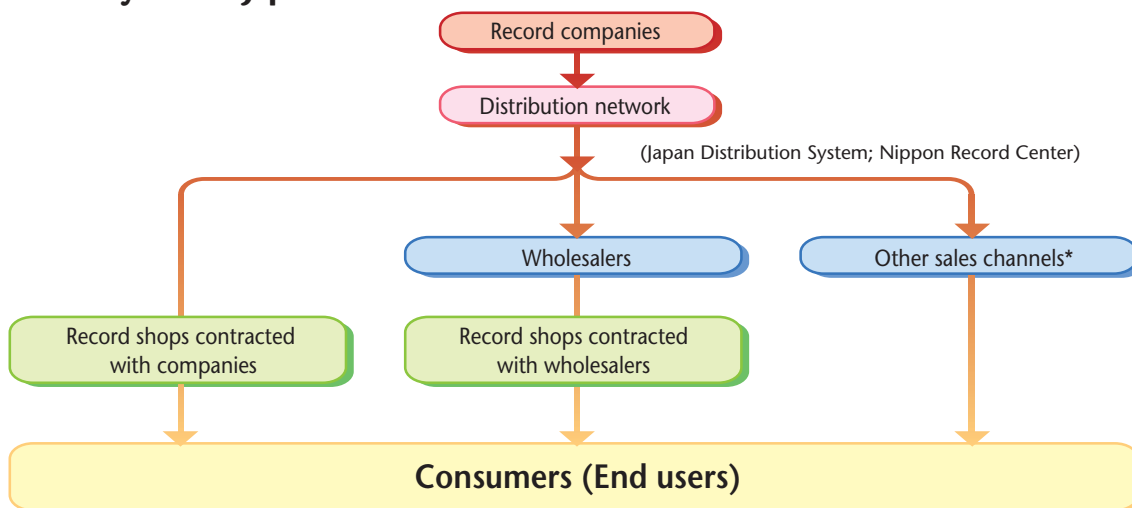 Record companies
Distribution network
(Japan Distribution System; Nippon Record Center)
Wholesalers
Other sales channels*
Record shops contracted
with companies
Record shops contracted
with wholesalers
Consumers (End users)